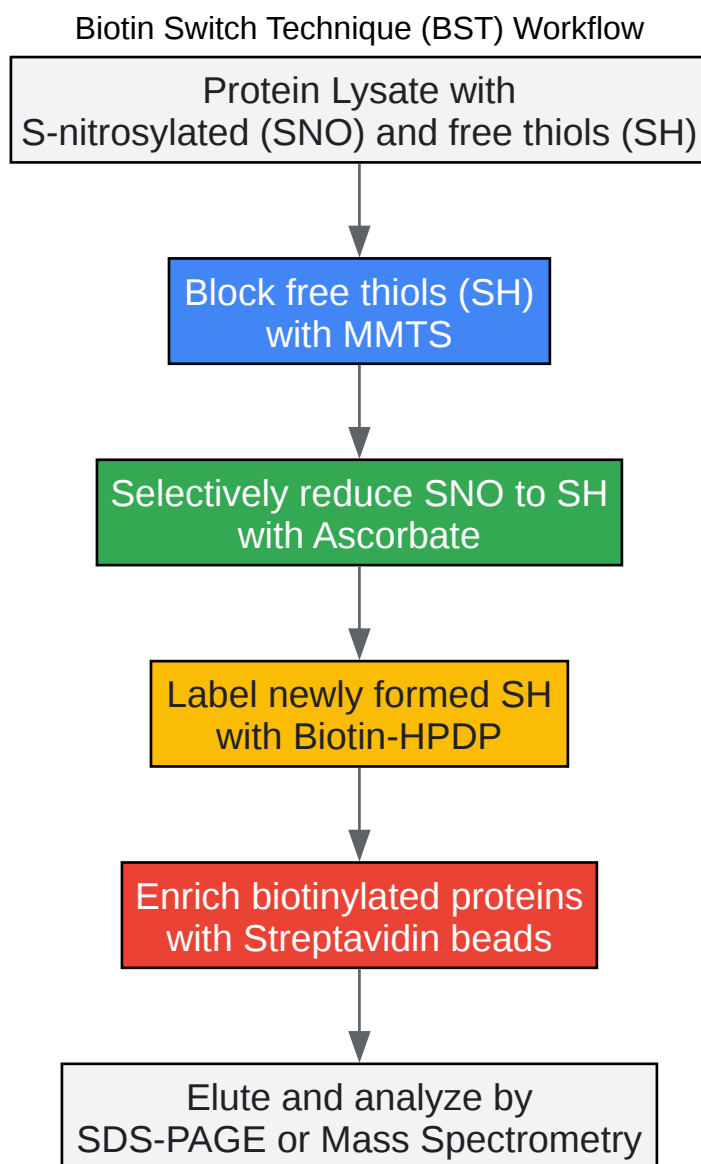 Biotin Switch Technique (BST) Workflow
Protein Lysate with
S-nitrosylated (SNO) and free thiols (SH)
Block free thiols (SH)
with MMTS
Selectively reduce SNO to SH
with Ascorbate
Label newly formed SH
with Biotin-HPDP
Enrich biotinylated proteins
with Streptavidin beads
Elute and analyze by
SDS-PAGE or Mass Spectrometry